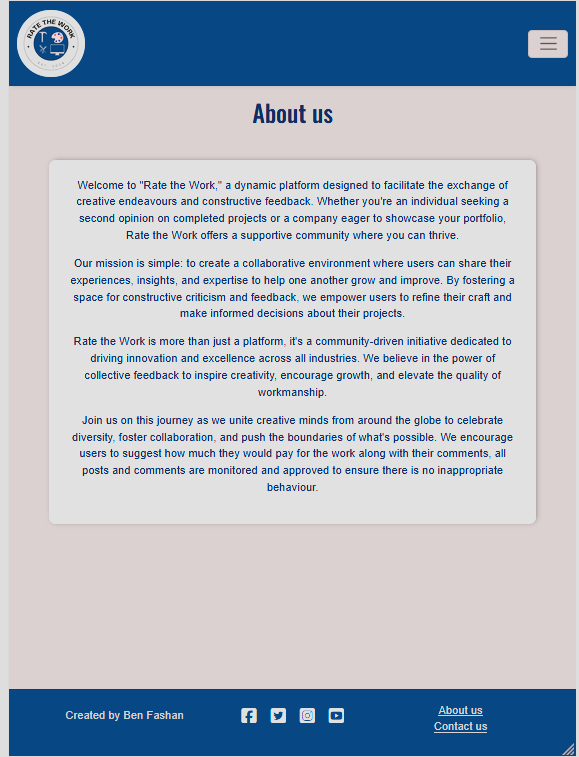 RATE THE WORK
About us
Welcome to "Rate the Work," a dynamic platform designed to facilitate the exchange of
creative endeavours and constructive feedback. Whether you're an individual seeking a
second opinion on completed projects or a company eager to showcase your portfolio,
Rate the Work offers a supportive community where you can thrive.
Our mission is simple: to create a collaborative environment where users can share their
experiences, insights, and expertise to help one another grow and improve. By fostering a
space for constructive criticism and feedback, we empower users to refine their craft and
make informed decisions about their projects.
Rate the Work is more than just a platform, it's a community-driven initiative dedicated to
driving innovation and excellence across all industries. We believe in the power of
collective feedback to inspire creativity, encourage growth, and elevate the quality of
workmanship.
Join us on this journey as we unite creative minds from around the globe to celebrate
diversity, foster collaboration, and push the boundaries of what's possible. We encourage
users to suggest how much they would pay for the work along with their comments, all
posts and comments are monitored and approved to ensure there is no inappropriate
behaviour.
Created by Ben Fashan
About us
Contact us